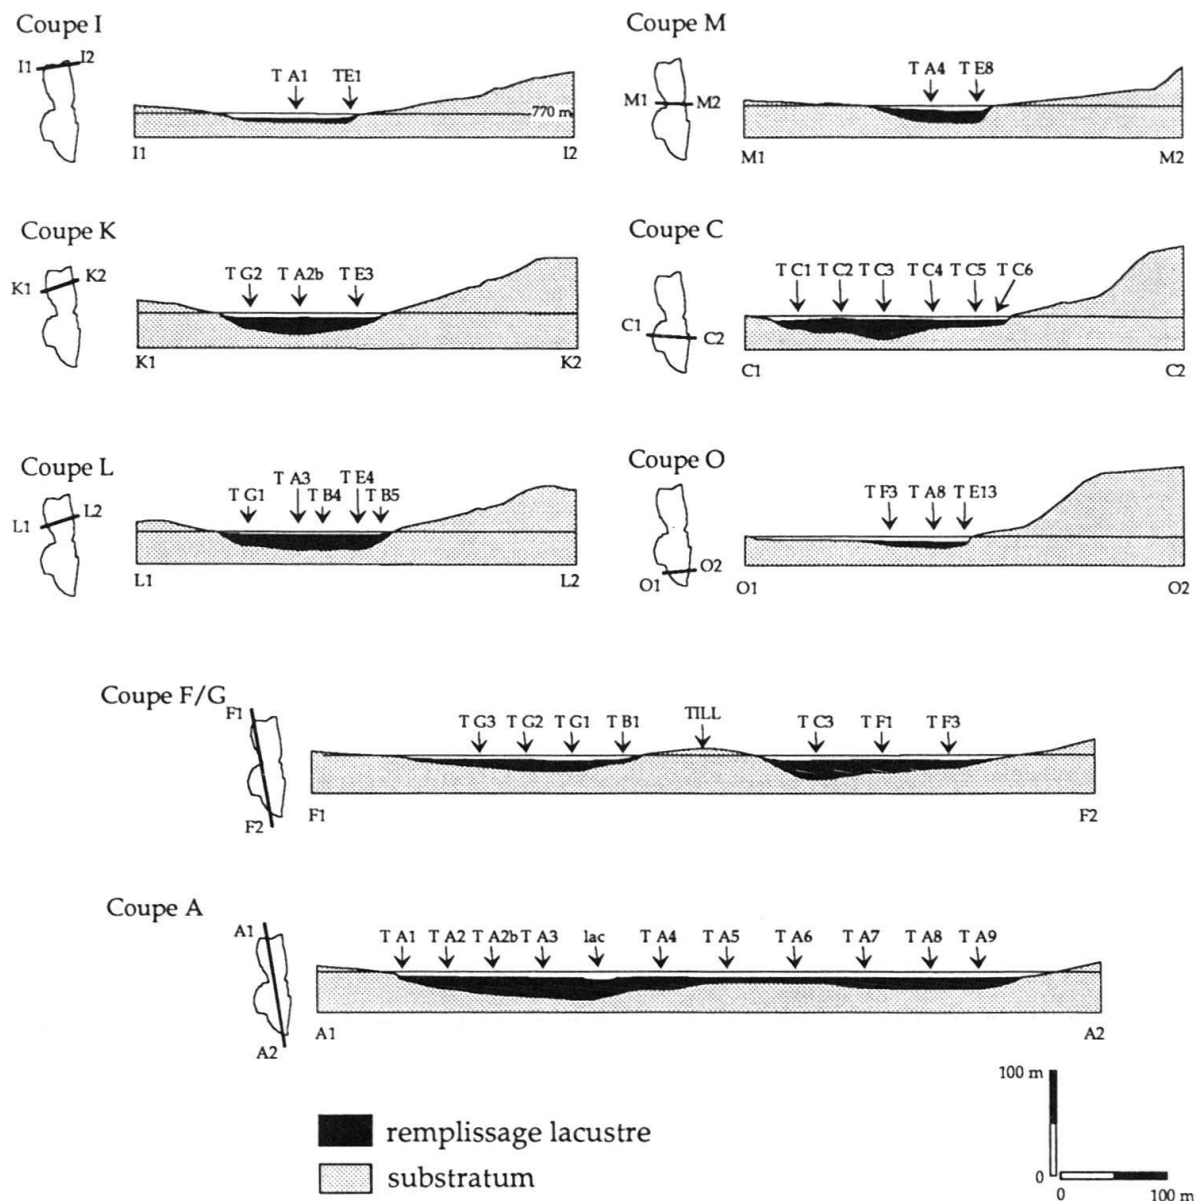 Coupe I
I1 I2
T A1 TE1
770 m
I1 I2
Coupe M
M1 M2
T A4 T E8
M1 M2
Coupe K
K1 K2
T G2 T A2b T E3
K1 K2
Coupe C
C1 C2
T C1 T C2 T C3 T C4 T C5 T C6
C1 C2
Coupe L
L1 L2
T G1 T A3 T B4 T E4 T B5
L1 L2
Coupe O
O1 O2
T F3 T A8 T E13
O1 O2
Coupe F/G
F1
F2
T G3 T G2 T G1 T B1 TILL T C3 T F1 T F3
F1 F2
Coupe A
A1
A2
T A1 T A2 T A2b T A3 lac T A4 T A5 T A6 T A7 T A8 T A9
A1 A2
remplissage lacustre
substratum
100 m
0
0 100 m